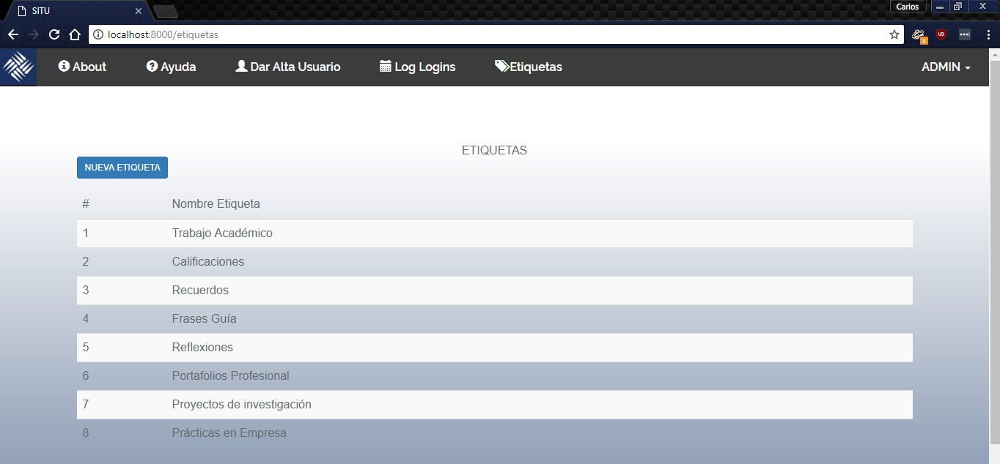 SITU
Carlos
localhost:8000/etiquetas
3
UD
About Ayuda Dar Alta Usuario Log Logins Etiquetas ADMIN
ETIQUETAS
NUEVA ETIQUETA
# Nombre Etiqueta
1 Trabajo Académico
2 Calificaciones
3 Recuerdos
4 Frases Guía
5 Reflexiones
6 Portafolios Profesional
7 Proyectos de investigación
8 Prácticas en Empresa